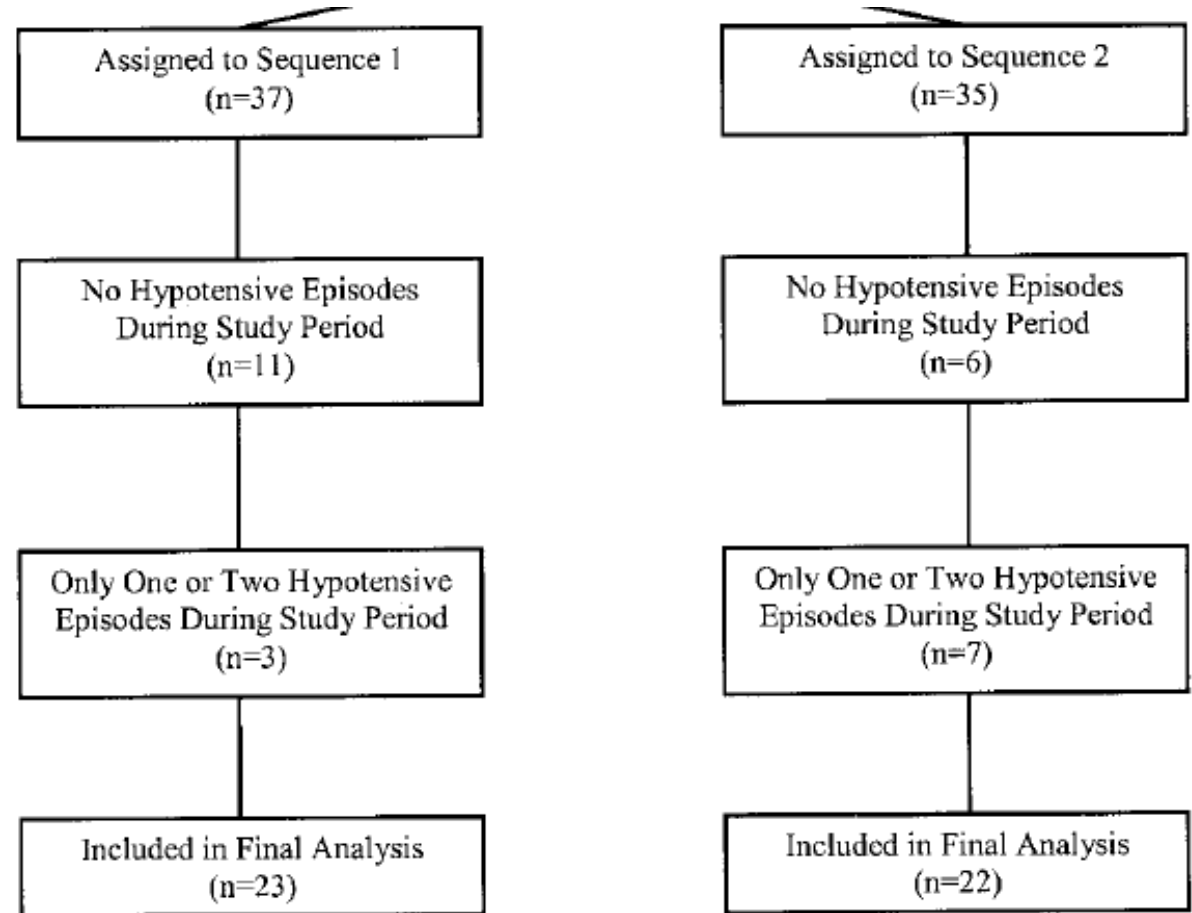 Assigned to Sequence 1
(n=37)
No Hypotensive Episodes
During Study Period
(n=11)
Only One or Two Hypotensive
Episodes During Study Period
(n=3)
Included in Final Analysis
(n=23)
Assigned to Sequence 2
(n=35)
No Hypotensive Episodes
During Study Period
(n=6)
Only One or Two Hypotensive
Episodes During Study Period
(n=7)
Included in Final Analysis
(n=22)